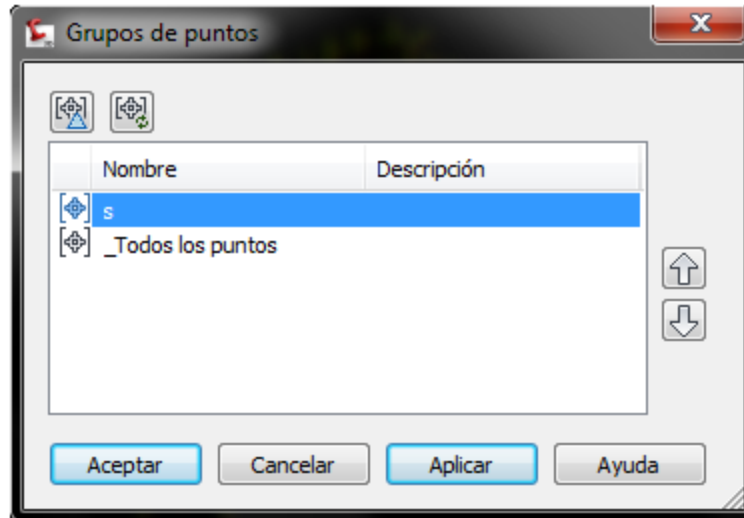 Grupos de puntos
Nombre Descripción
s
_Todos los puntos
Aceptar Cancelar Aplicar Ayuda